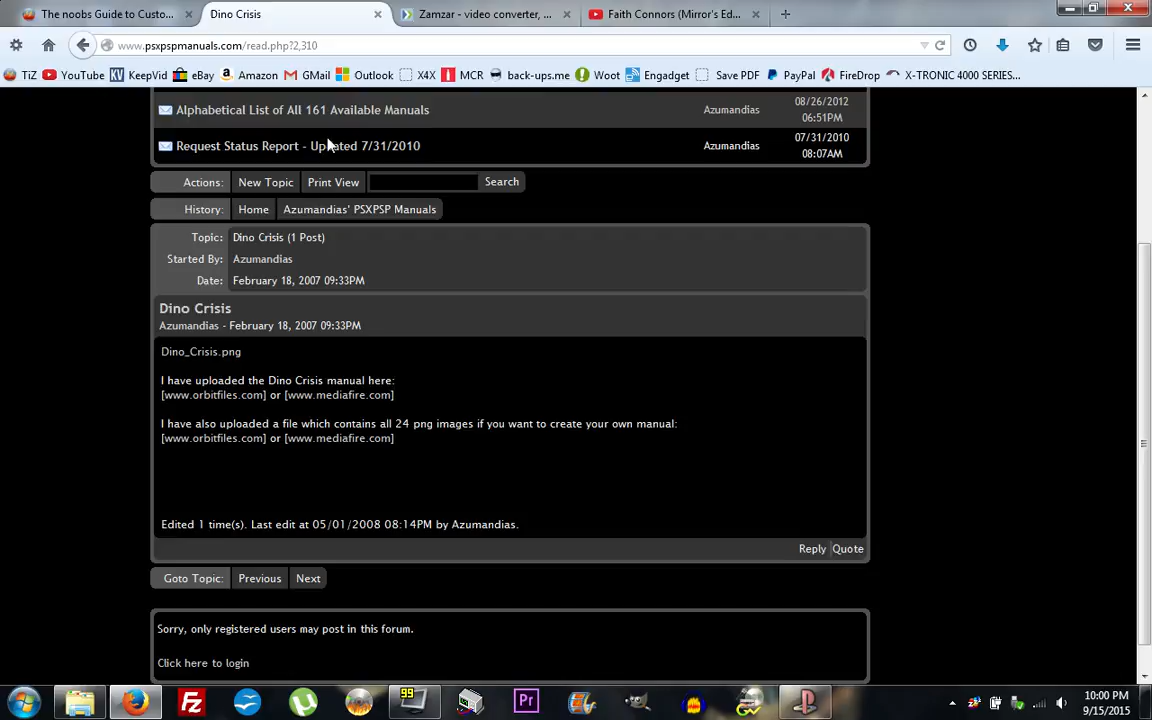 The noobs Guide to Custo...
Dino Crisis
Zamzar - video converter, ...
Faith Connors (Mirror's Ed...
www.psxpspmanuals.com/read.php?2,310
TiZ
YouTube
KeepVid
eBay
Amazon
GMail
Outlook
X4X
MCR
back-ups.me
Woot
Engadget
Save PDF
PayPal
FireDrop
X-TRONIC 4000 SERIES...
Alphabetical List of All 161 Available Manuals
Azumandias
08/26/2012
06:51PM
Request Status Report - Updated 7/31/2010
Azumandias
07/31/2010
08:07AM
Actions: New Topic Print View Search
History: Home Azumandias' PSXPSP Manuals
Topic: Dino Crisis (1 Post)
Started By: Azumandias
Date: February 18, 2007 09:33PM
Dino Crisis
Azumandias - February 18, 2007 09:33PM
Dino_Crisis.png
I have uploaded the Dino Crisis manual here:
[www.orbitfiles.com] or [www.mediafire.com]
I have also uploaded a file which contains all 24 png images if you want to create your own manual:
[www.orbitfiles.com] or [www.mediafire.com]
Edited 1 time(s). Last edit at 05/01/2008 08:14PM by Azumandias.
Reply Quote
Goto Topic: Previous Next
Sorry, only registered users may post in this forum.
Click here to login
99
Pr
10:00 PM
9/15/2015